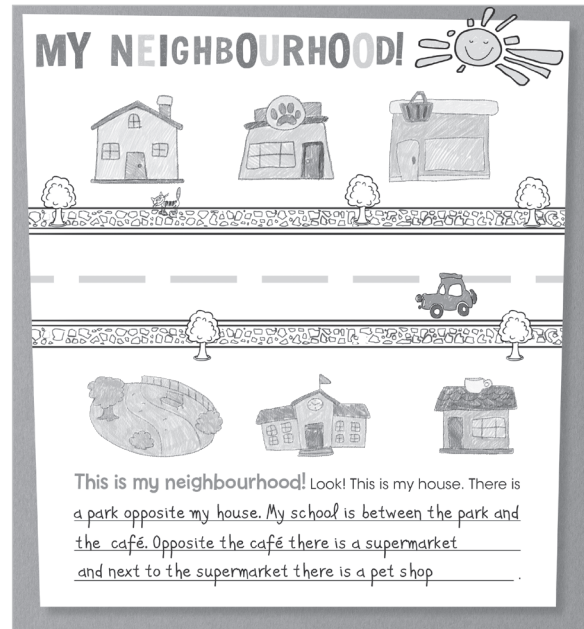 MY NEIGHBOURHOOD!
This is my neighbourhood! Look! This is my house. There is
a park opposite my house. My school is between the park and
the café. Opposite the café there is a supermarket
and next to the supermarket there is a pet shop .